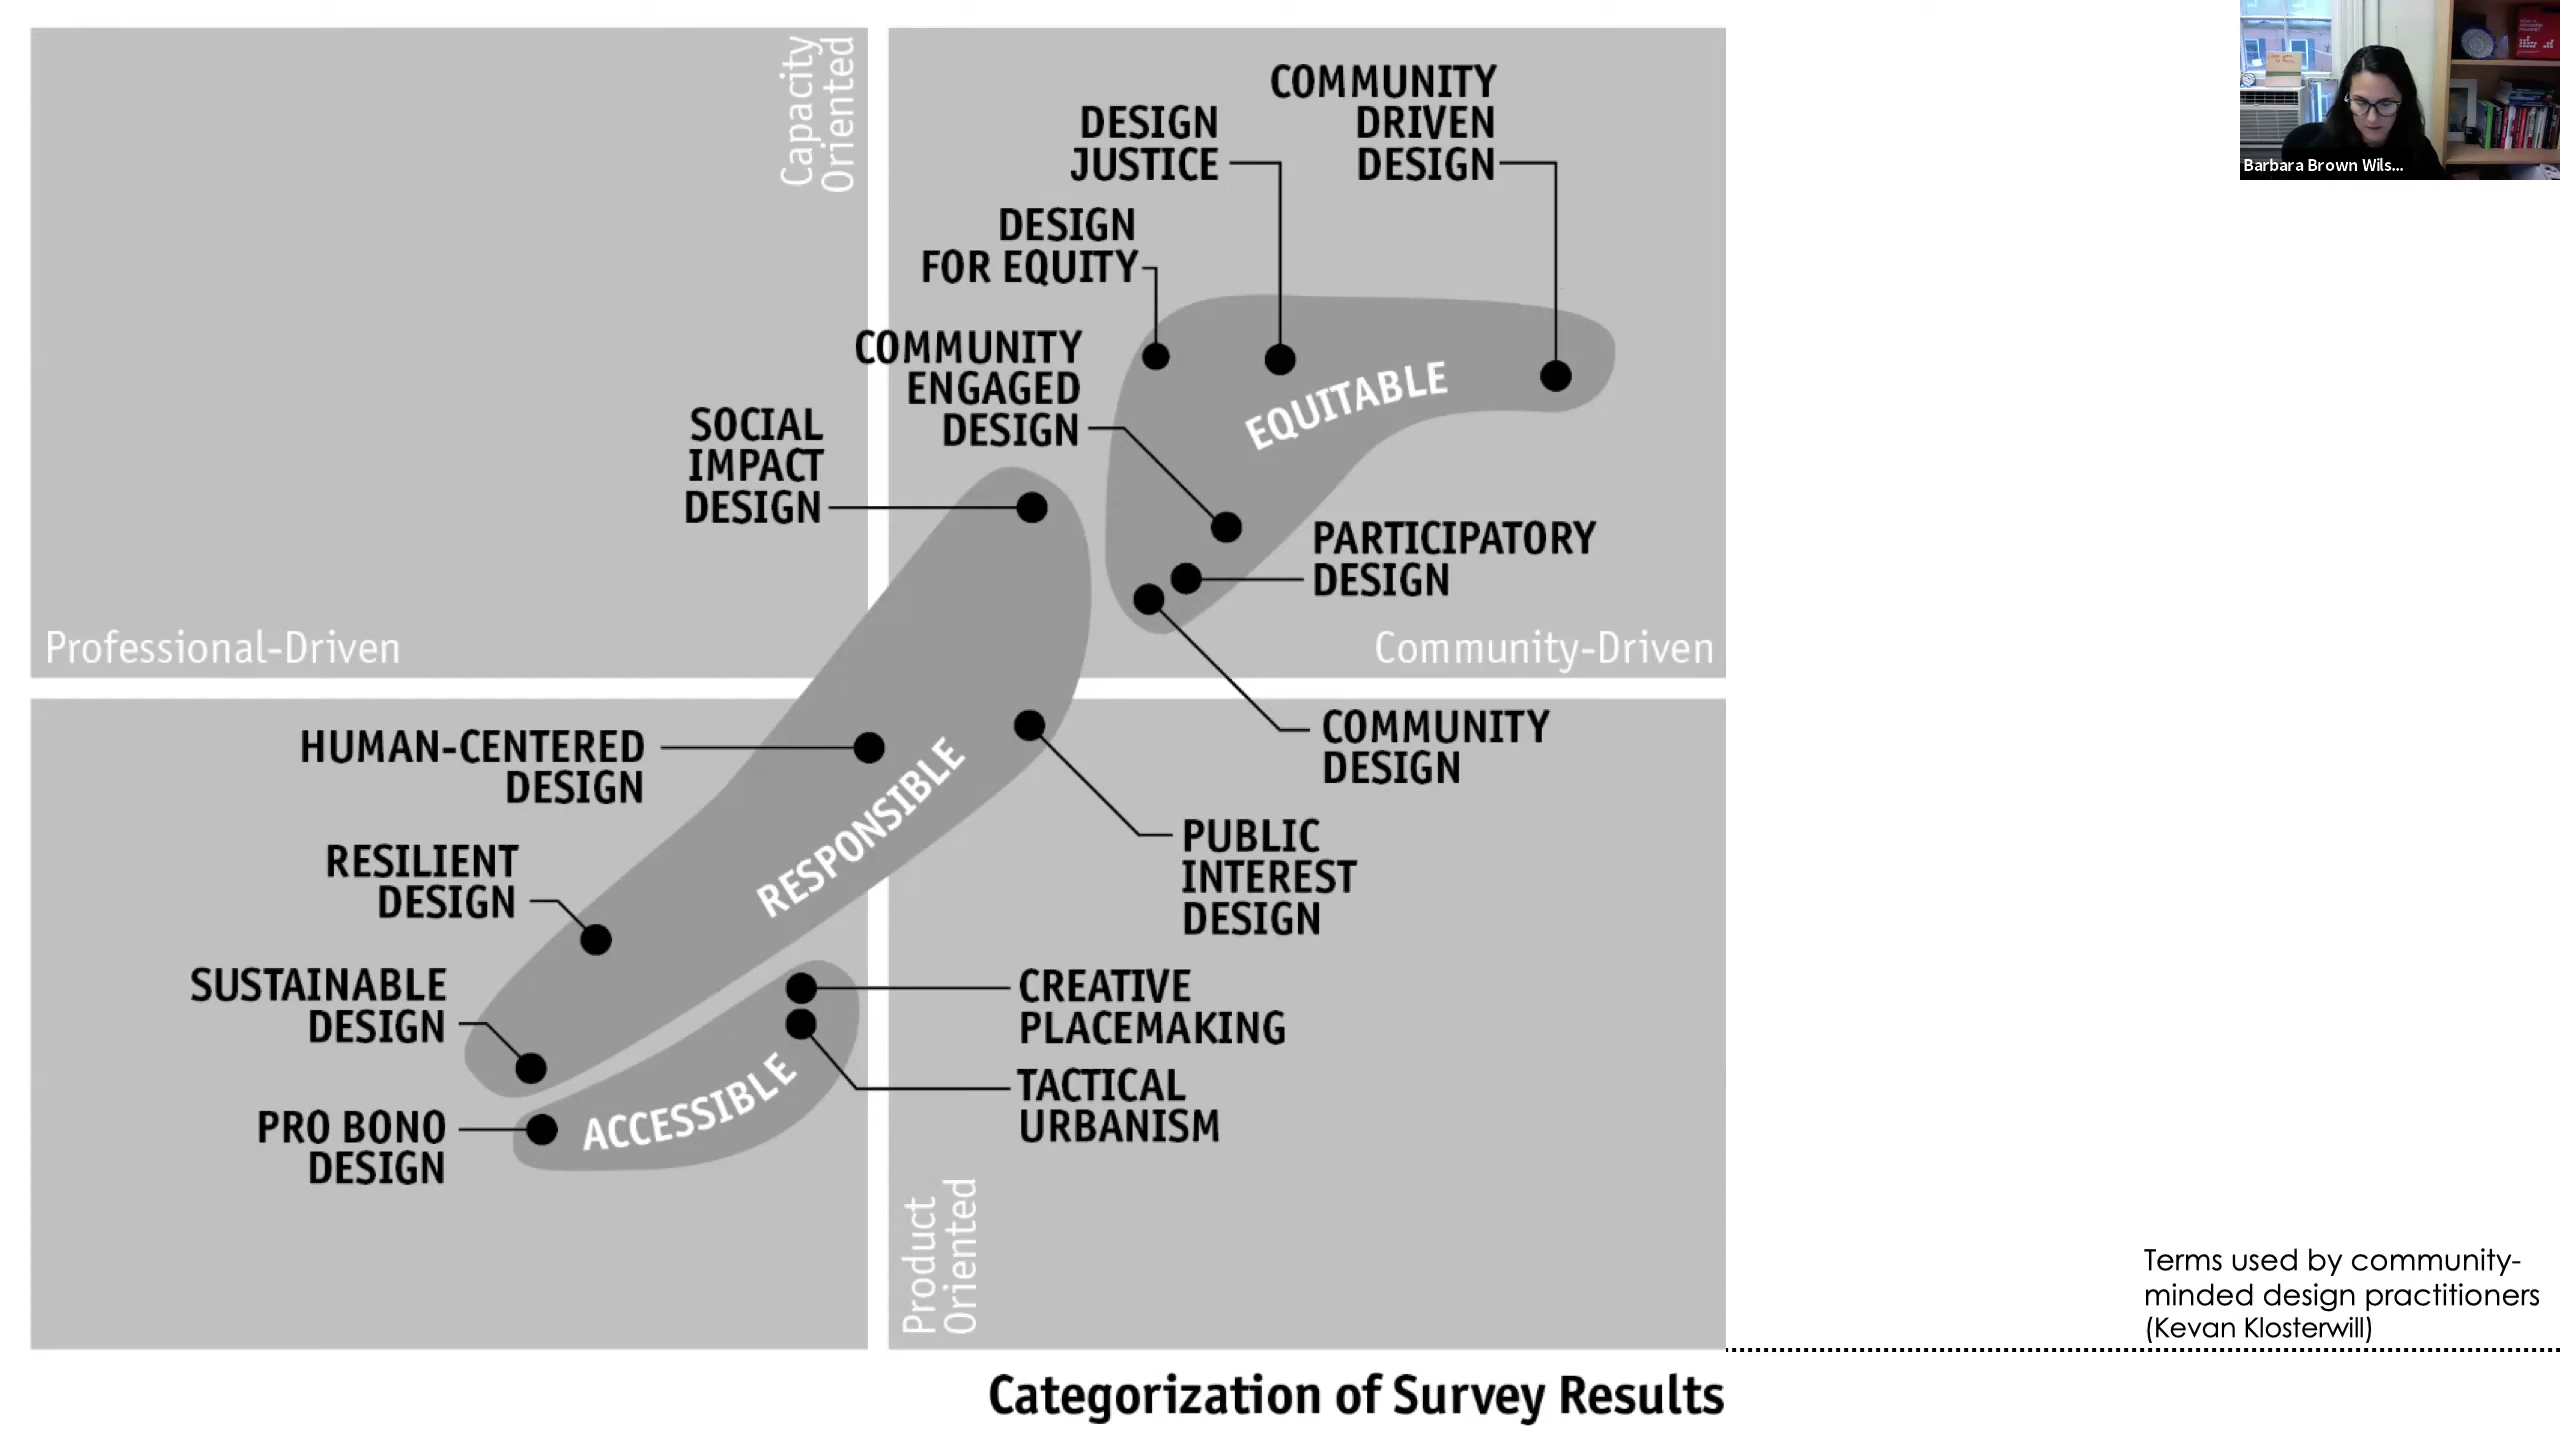 Capacity
Oriented
COMMUNITY
DRIVEN
DESIGN
DESIGN
JUSTICE
DESIGN
FOR EQUITY
COMMUNITY
ENGAGED
DESIGN
SOCIAL
IMPACT
DESIGN
EQUITABLE
PARTICIPATORY
DESIGN
Professional-Driven
Community-Driven
HUMAN-CENTERED
DESIGN
COMMUNITY
DESIGN
RESPONSIBLE
PUBLIC
INTEREST
DESIGN
RESILIENT
DESIGN
SUSTAINABLE
DESIGN
CREATIVE
PLACEMAKING
TACTICAL
URBANISM
ACCESSIBLE
PRO BONO
DESIGN
Product
Oriented
Categorization of Survey Results
Barbara Brown Wils...
Terms used by community-
minded design practitioners
(Kevan Klosterwill)